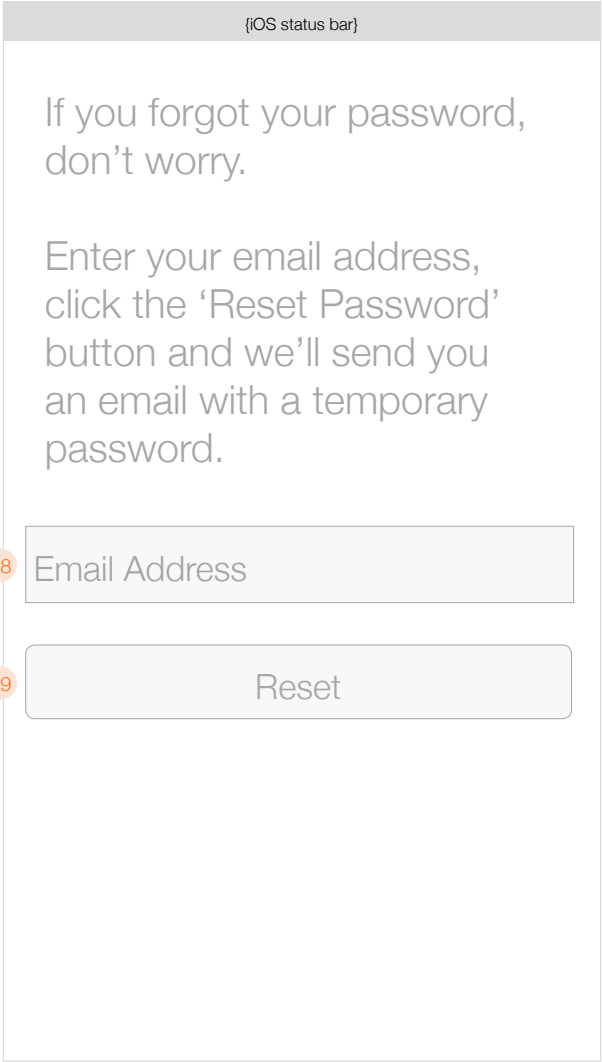 {iOS status bar}
If you forgot your password,
don’t worry.
Enter your email address,
click the ‘Reset Password’
button and we’ll send you
an email with a temporary
password.
8
Email Address
9
Reset